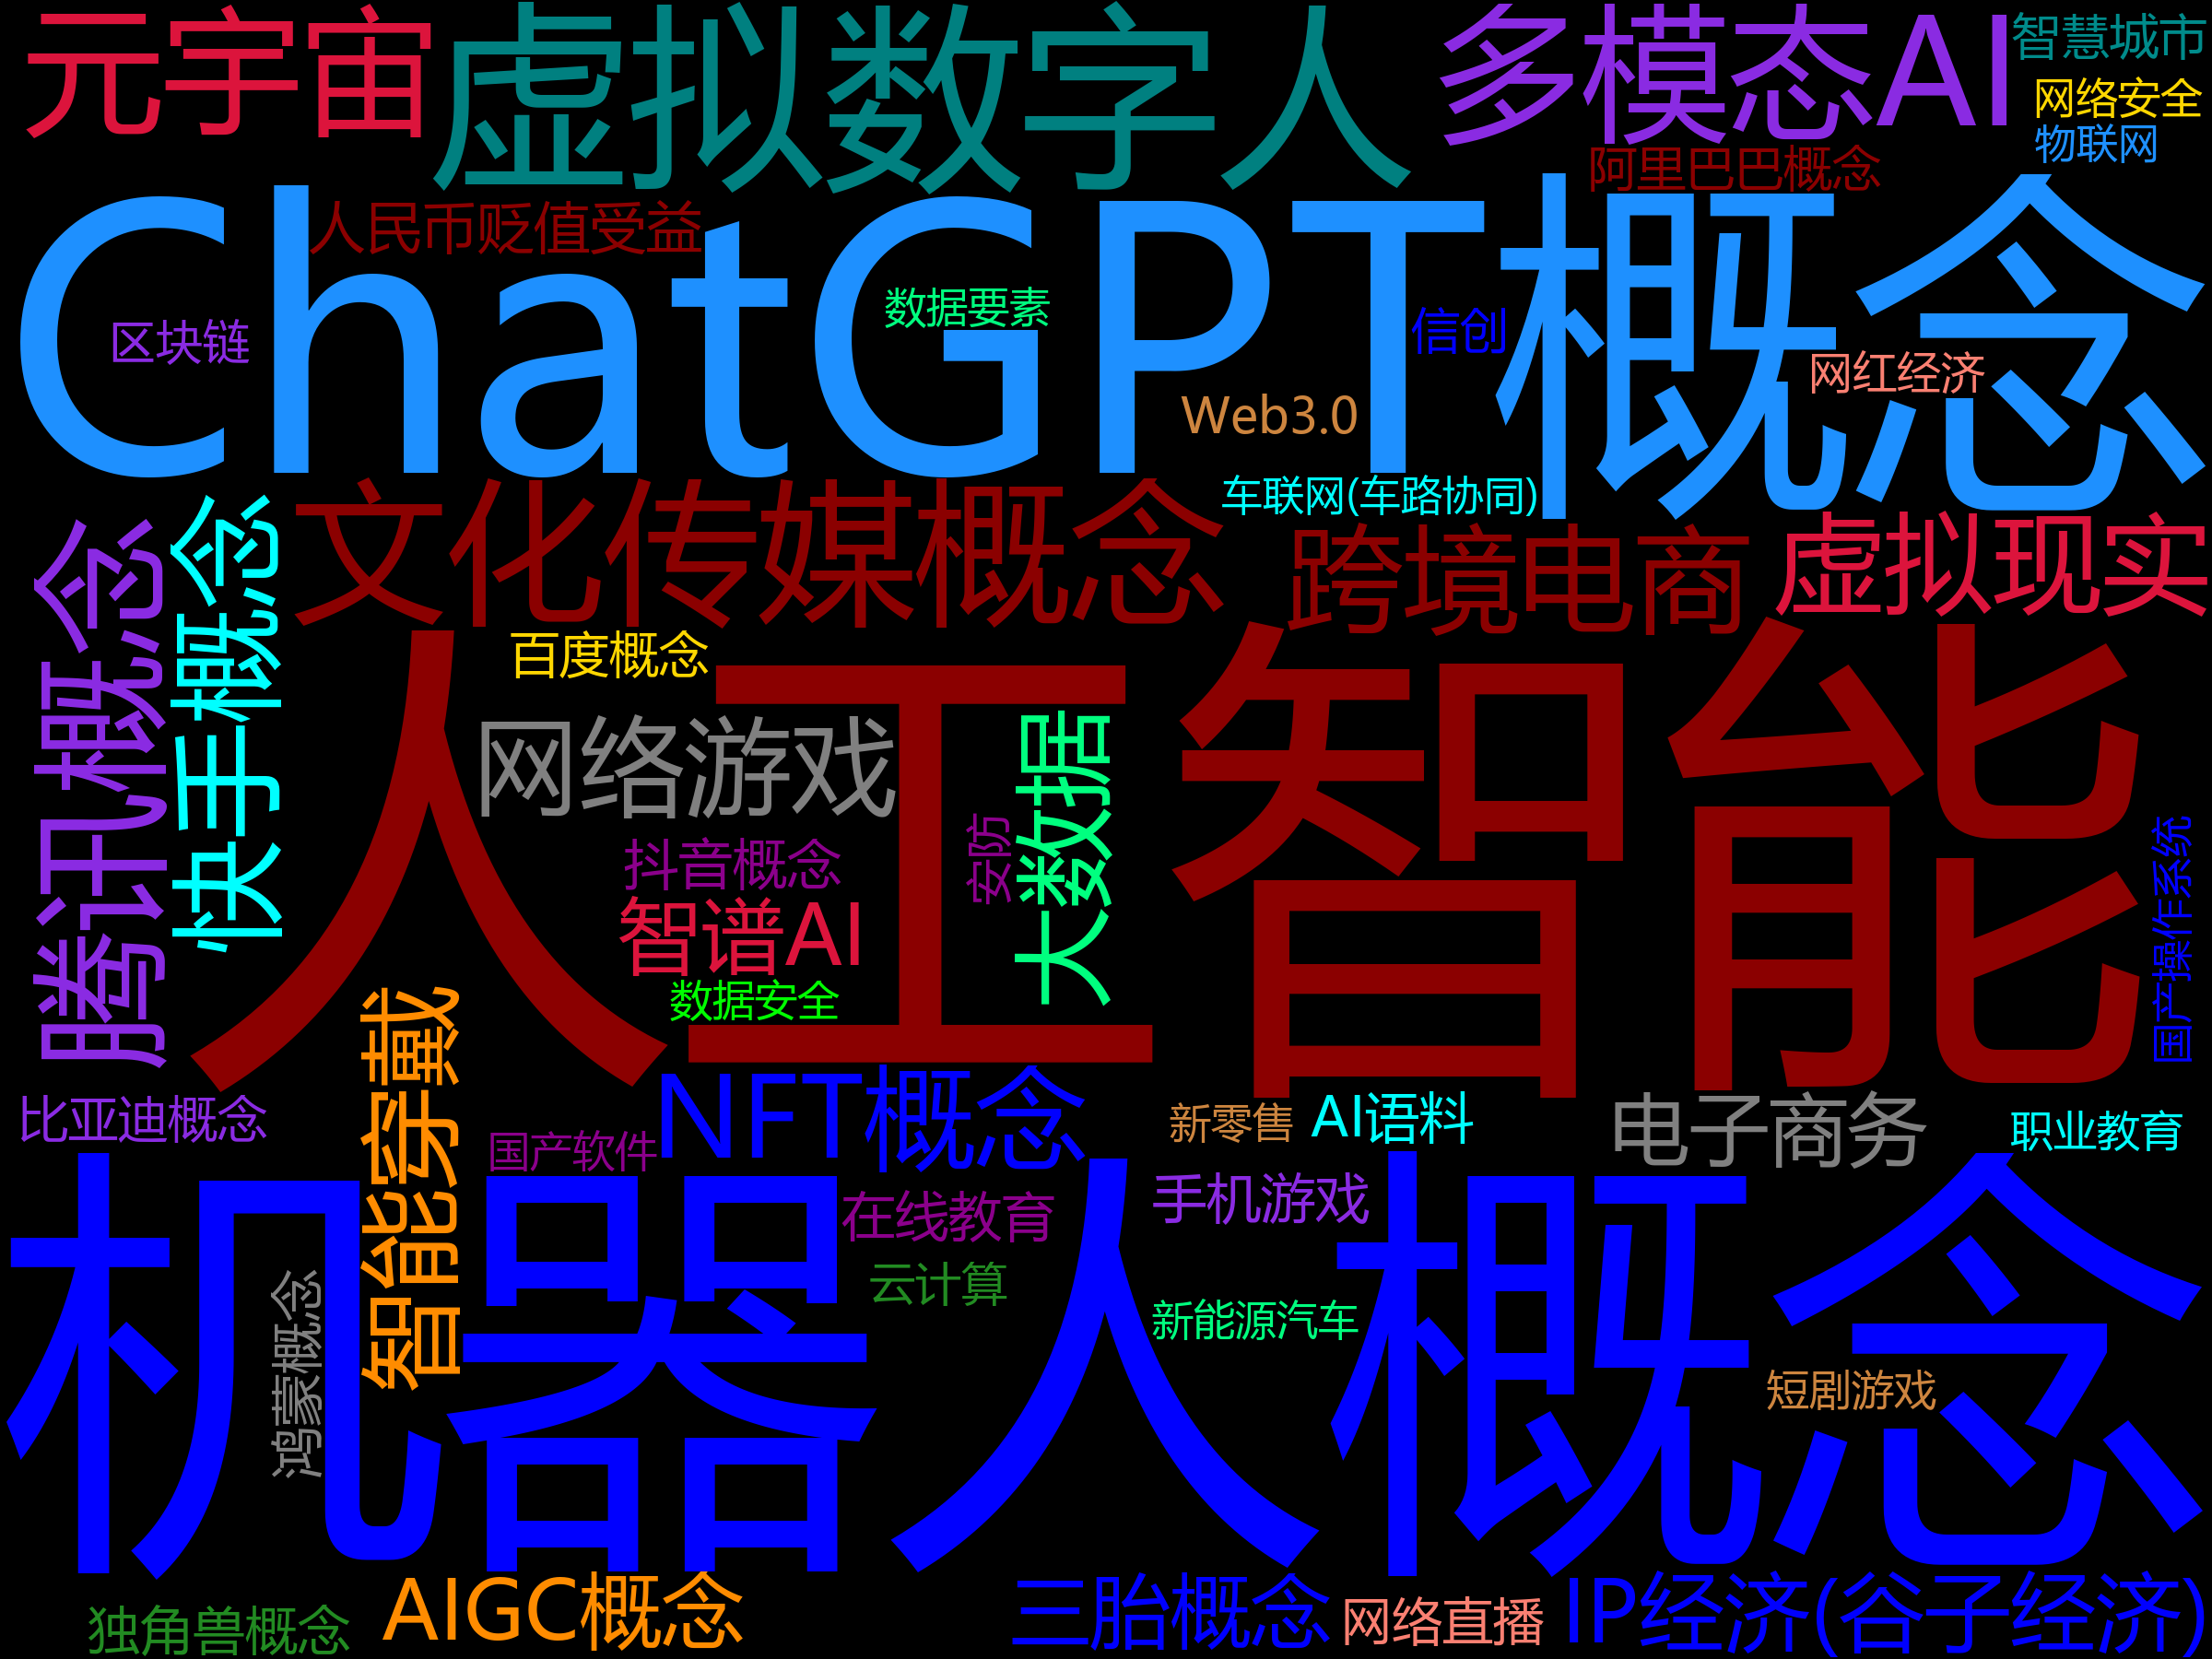 元宇宙
虚拟数字人
多模态AI
智慧城市
网络安全
物联网
阿里巴巴概念
ChatGPT概念
人民币贬值受益
数据要素
信创
区块链
网红经济
Web3.0
车联网(车路协同)
文化传媒概念
跨境电商
虚拟现实
腾讯概念
快手概念
百度概念
人工智能
网络游戏
大数据
安防
抖音概念
智谱AI
数据安全
国产操作系统
智能穿戴
比亚迪概念
NFT概念
国产软件
新零售
AI语料
电子商务
职业教育
机器人概念
在线教育
手机游戏
云计算
新能源汽车
鸿蒙概念
短剧游戏
独角兽概念
AIGC概念
三胎概念
网络直播
IP经济(谷子经济)